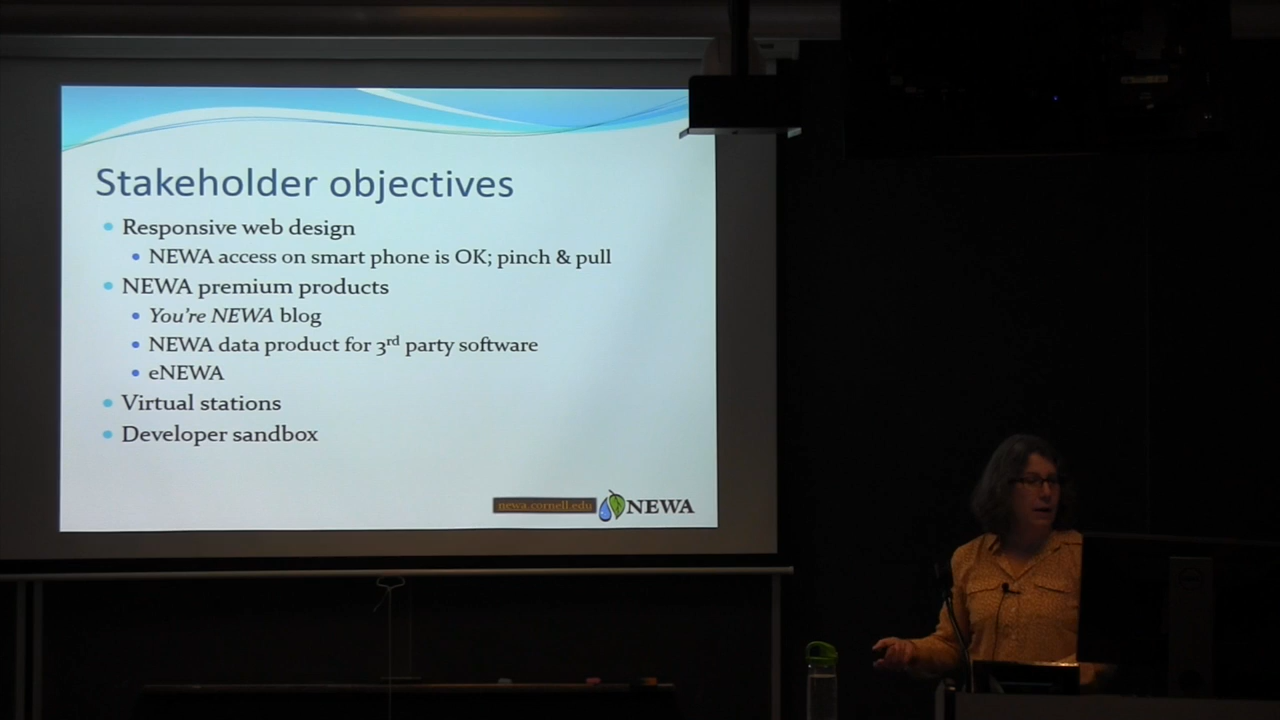 Stakeholder objectives
Responsive web design
NEWA access on smart phone is OK; pinch & pull
NEWA premium products
You're NEWA blog
NEWA data product for 3rd party software
eNEWA
Virtual stations
Developer sandbox
newa.cornell.edu NEWA